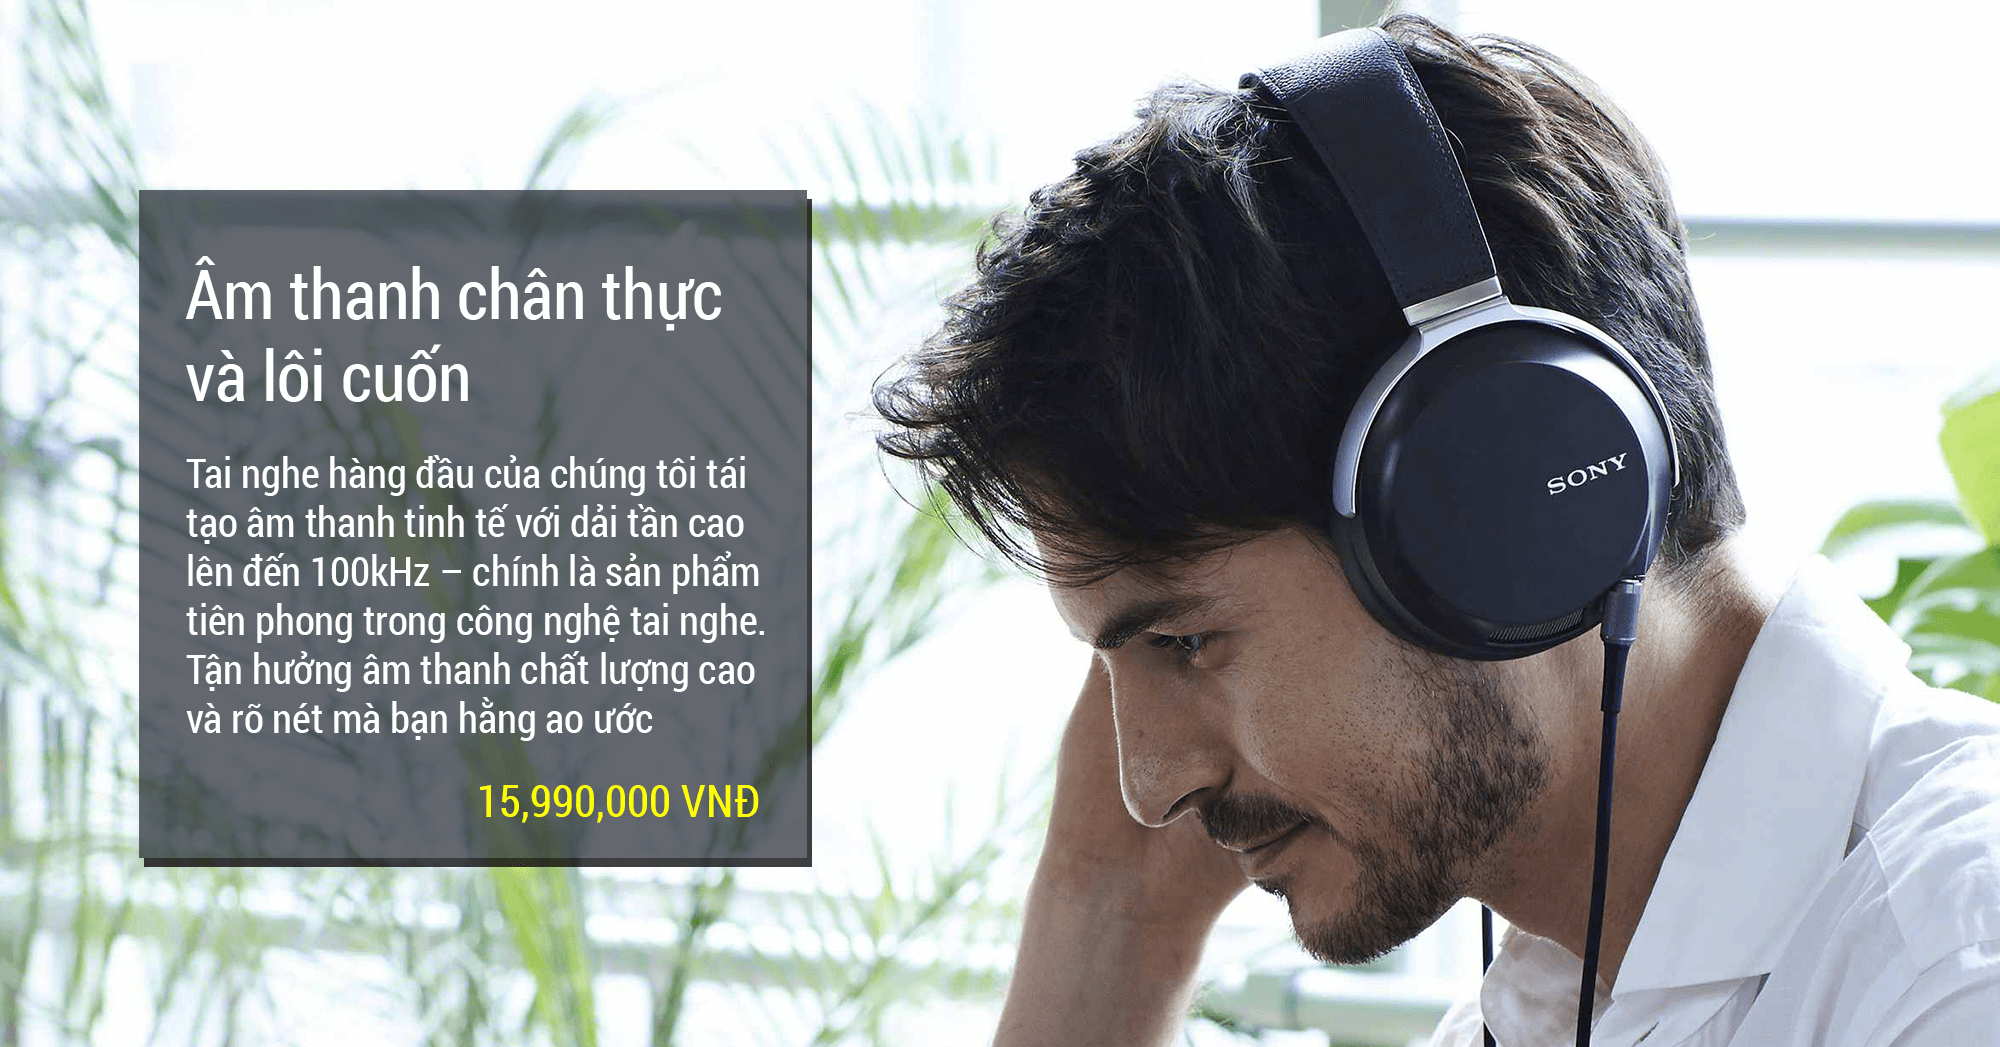 Âm thanh chân thực
và lôi cuốn
Tai nghe hàng đầu của chúng tôi tái
tạo âm thanh tinh tế với dải tần cao
lên đến 100kHz – chính là sản phẩm
tiên phong trong công nghệ tai nghe.
Tận hưởng âm thanh chất lượng cao
và rõ nét mà bạn hằng ao ước
15,990,000 VNĐ
SONY